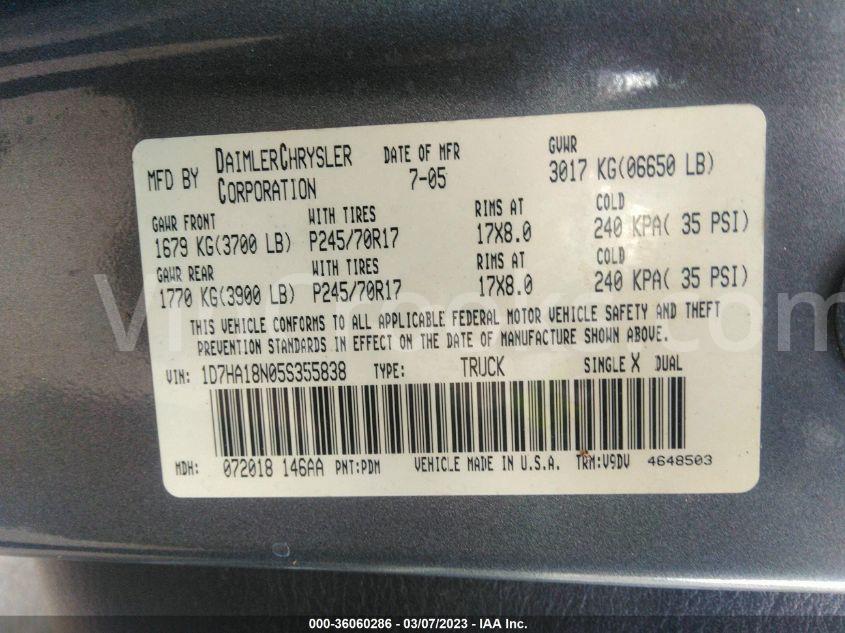 MFD BY DAIMLERCHRYSLER CORPORATION
DATE OF MFR 7-05
GVWR 3017 KG(06650 LB)
GAWR FRONT WITH TIRES RIMS AT COLD
1679 KG(3700 LB) P245/70R17 17X8.0 240 KPA( 35 PSI)
GAWR REAR WITH TIRES RIMS AT COLD
1770 KG(3900 LB) P245/70R17 17X8.0 240 KPA( 35 PSI)
THIS VEHICLE CONFORMS TO ALL APPLICABLE FEDERAL MOTOR VEHICLE SAFETY AND THEFT
PREVENTION STANDARDS IN EFFECT ON THE DATE OF MANUFACTURE SHOWN ABOVE.
VIN: 1D7HA18N05S355838 TYPE: TRUCK SINGLE X DUAL
MDH: 072018 146AA PNT:PDM VEHICLE MADE IN U.S.A. TRM:V9DV 4648503
000-36060286 - 03/07/2023 - IAA Inc.